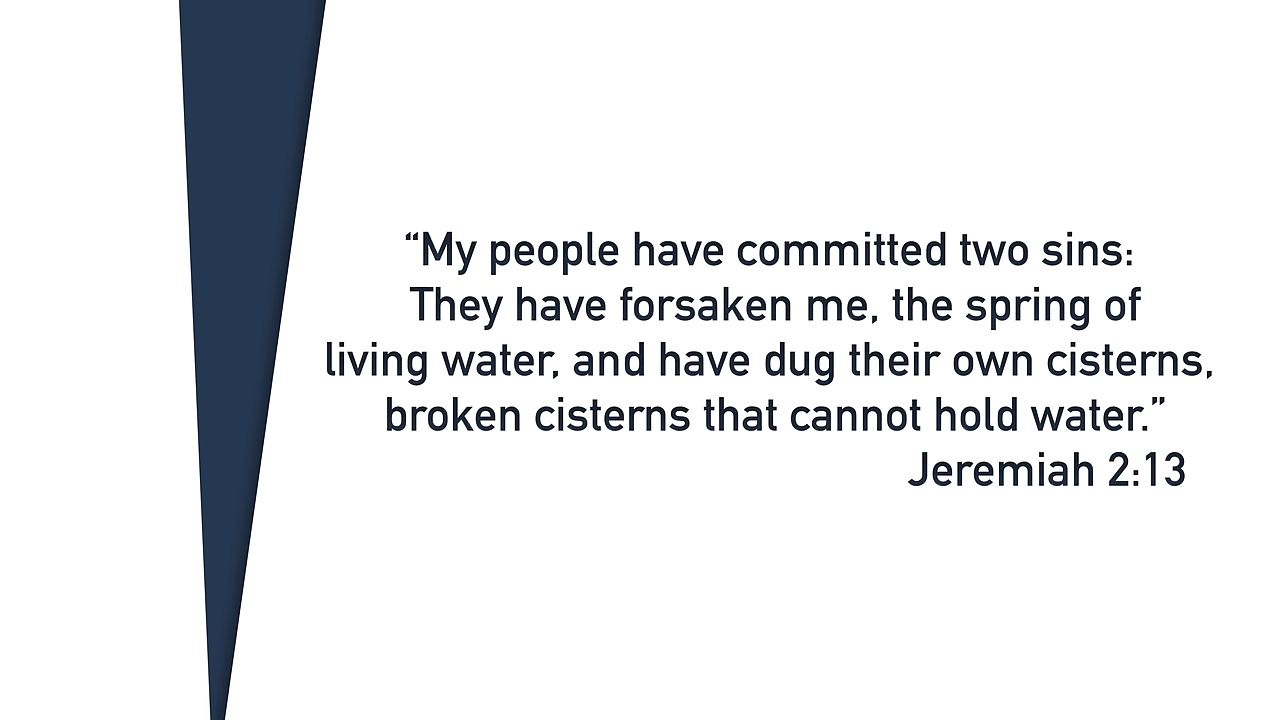 “My people have committed two sins:
They have forsaken me, the spring of
living water, and have dug their own cisterns,
broken cisterns that cannot hold water.”
Jeremiah 2:13